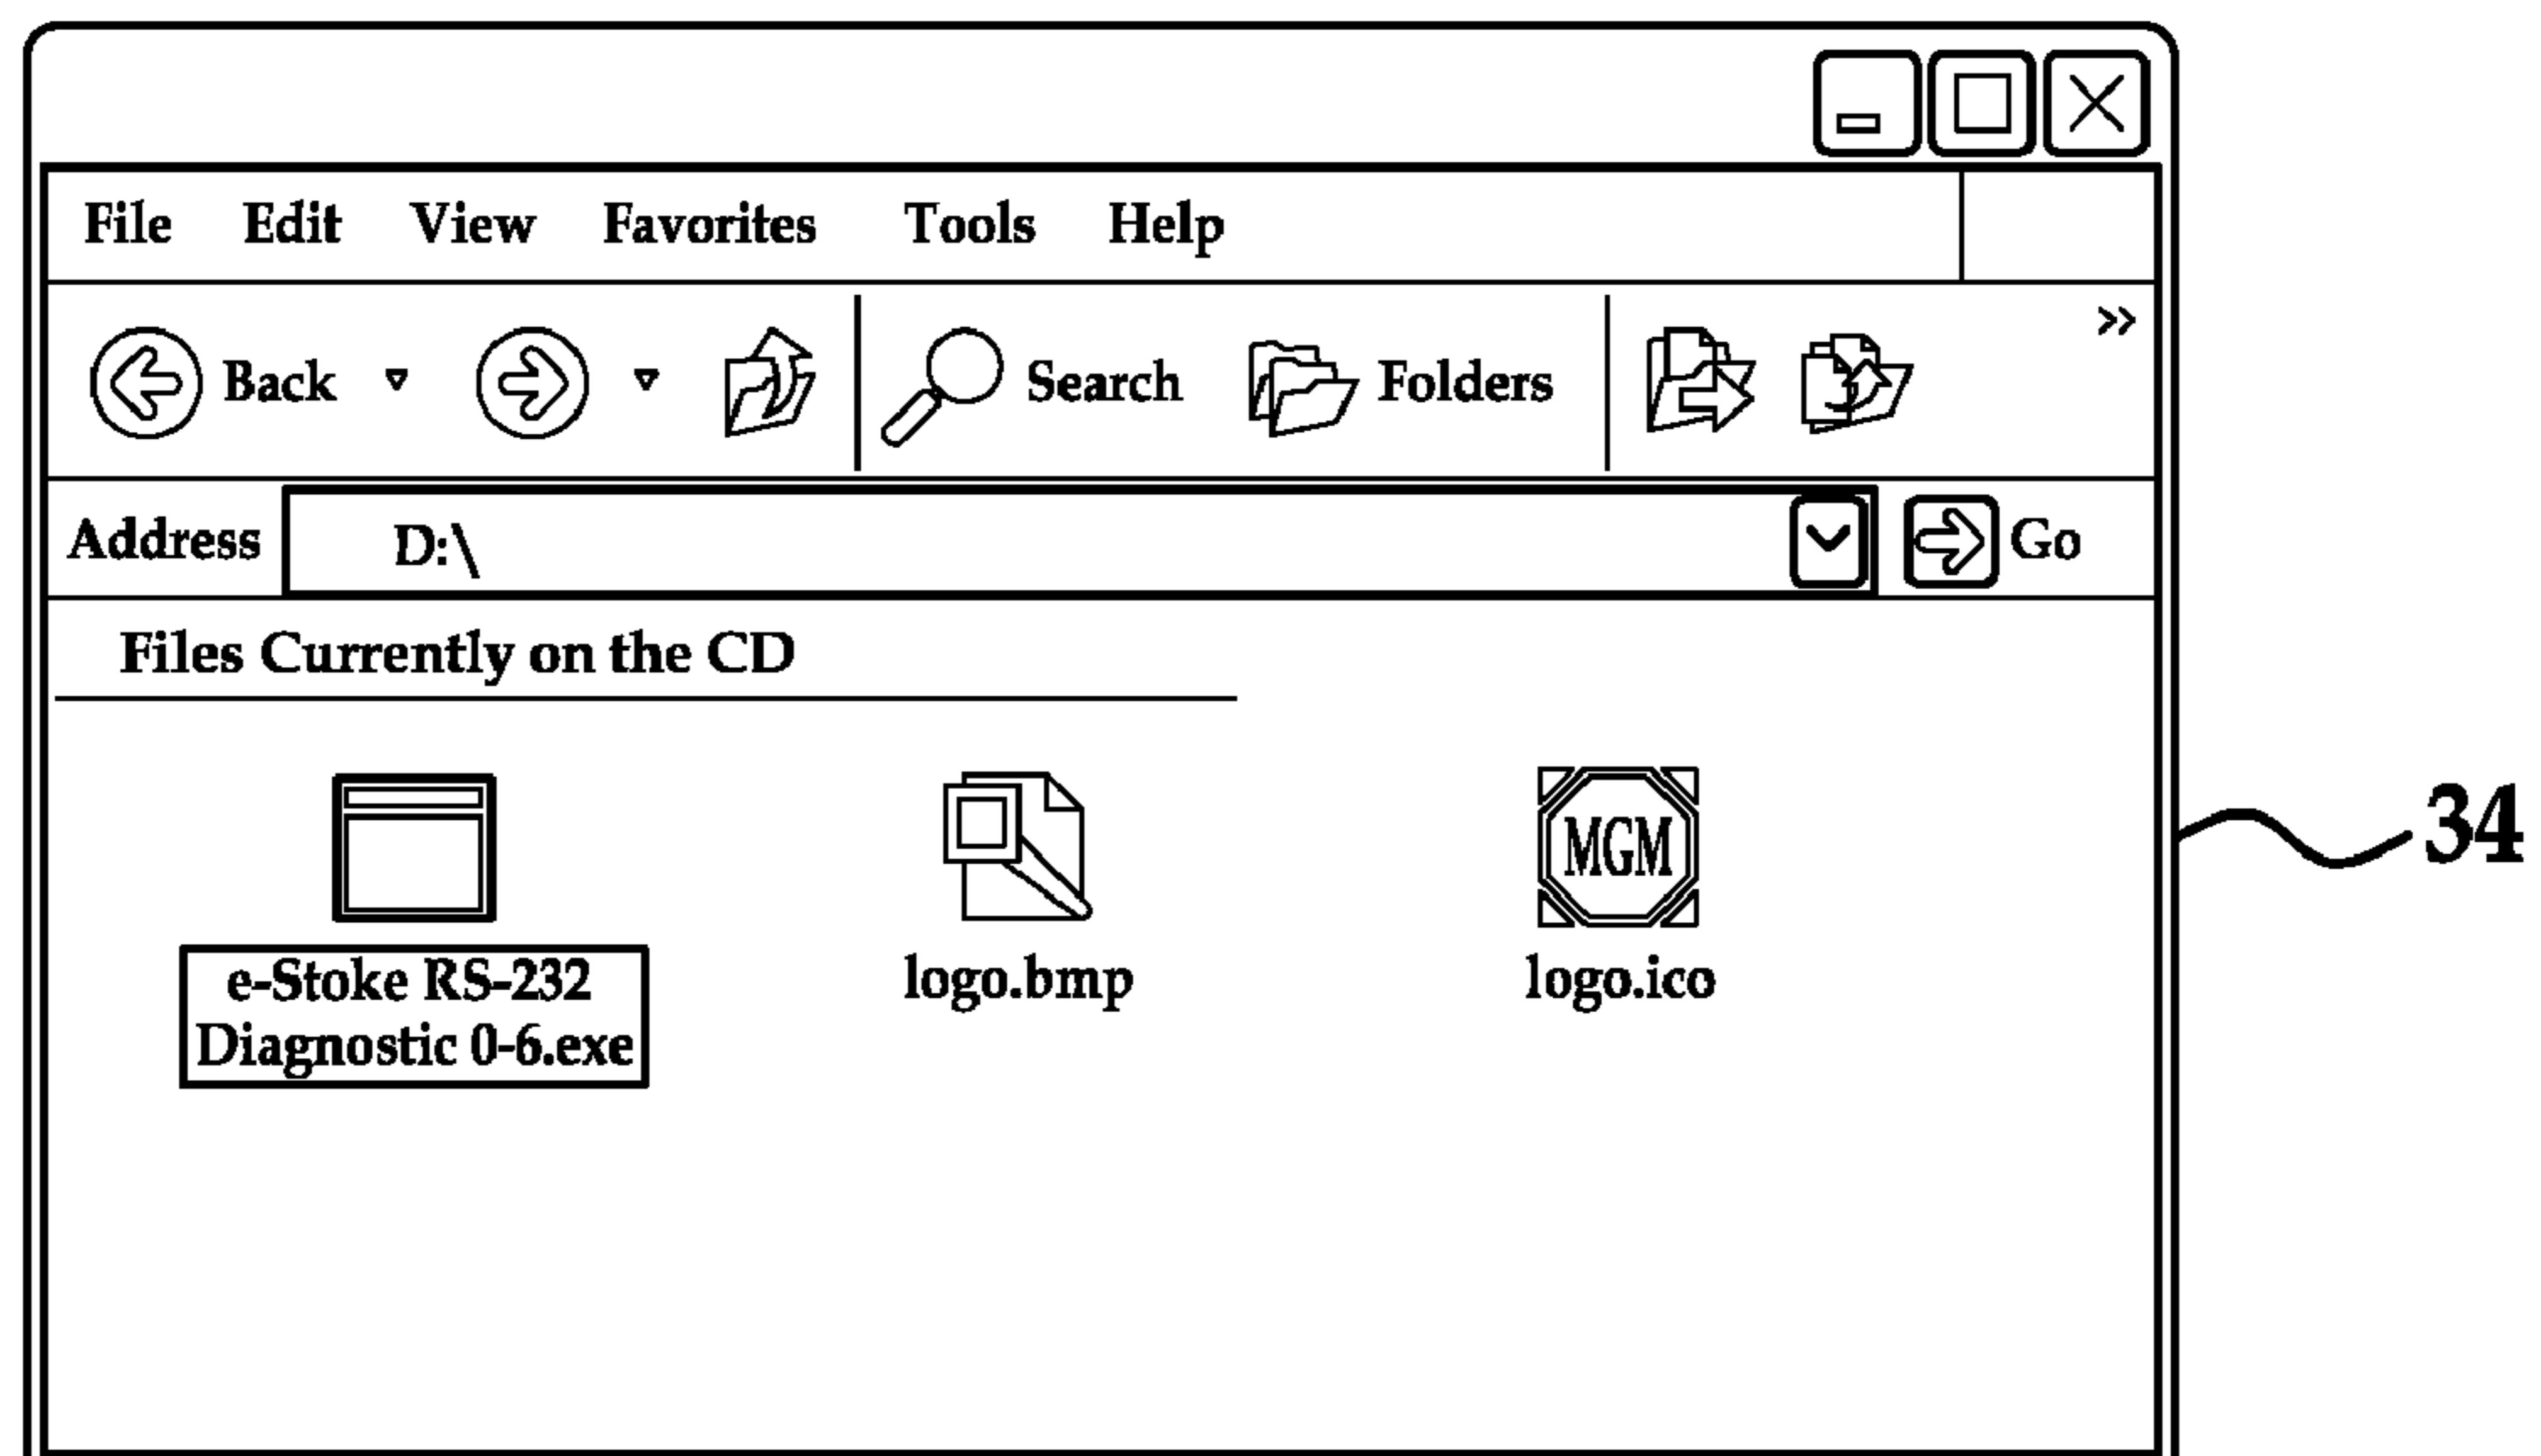 File Edit View Favorites Tools Help
Back Search Folders »
Address D:\ Go
Files Currently on the CD
MGM
34
e-Stoke RS-232
Diagnostic 0-6.exe
logo.bmp
logo.ico